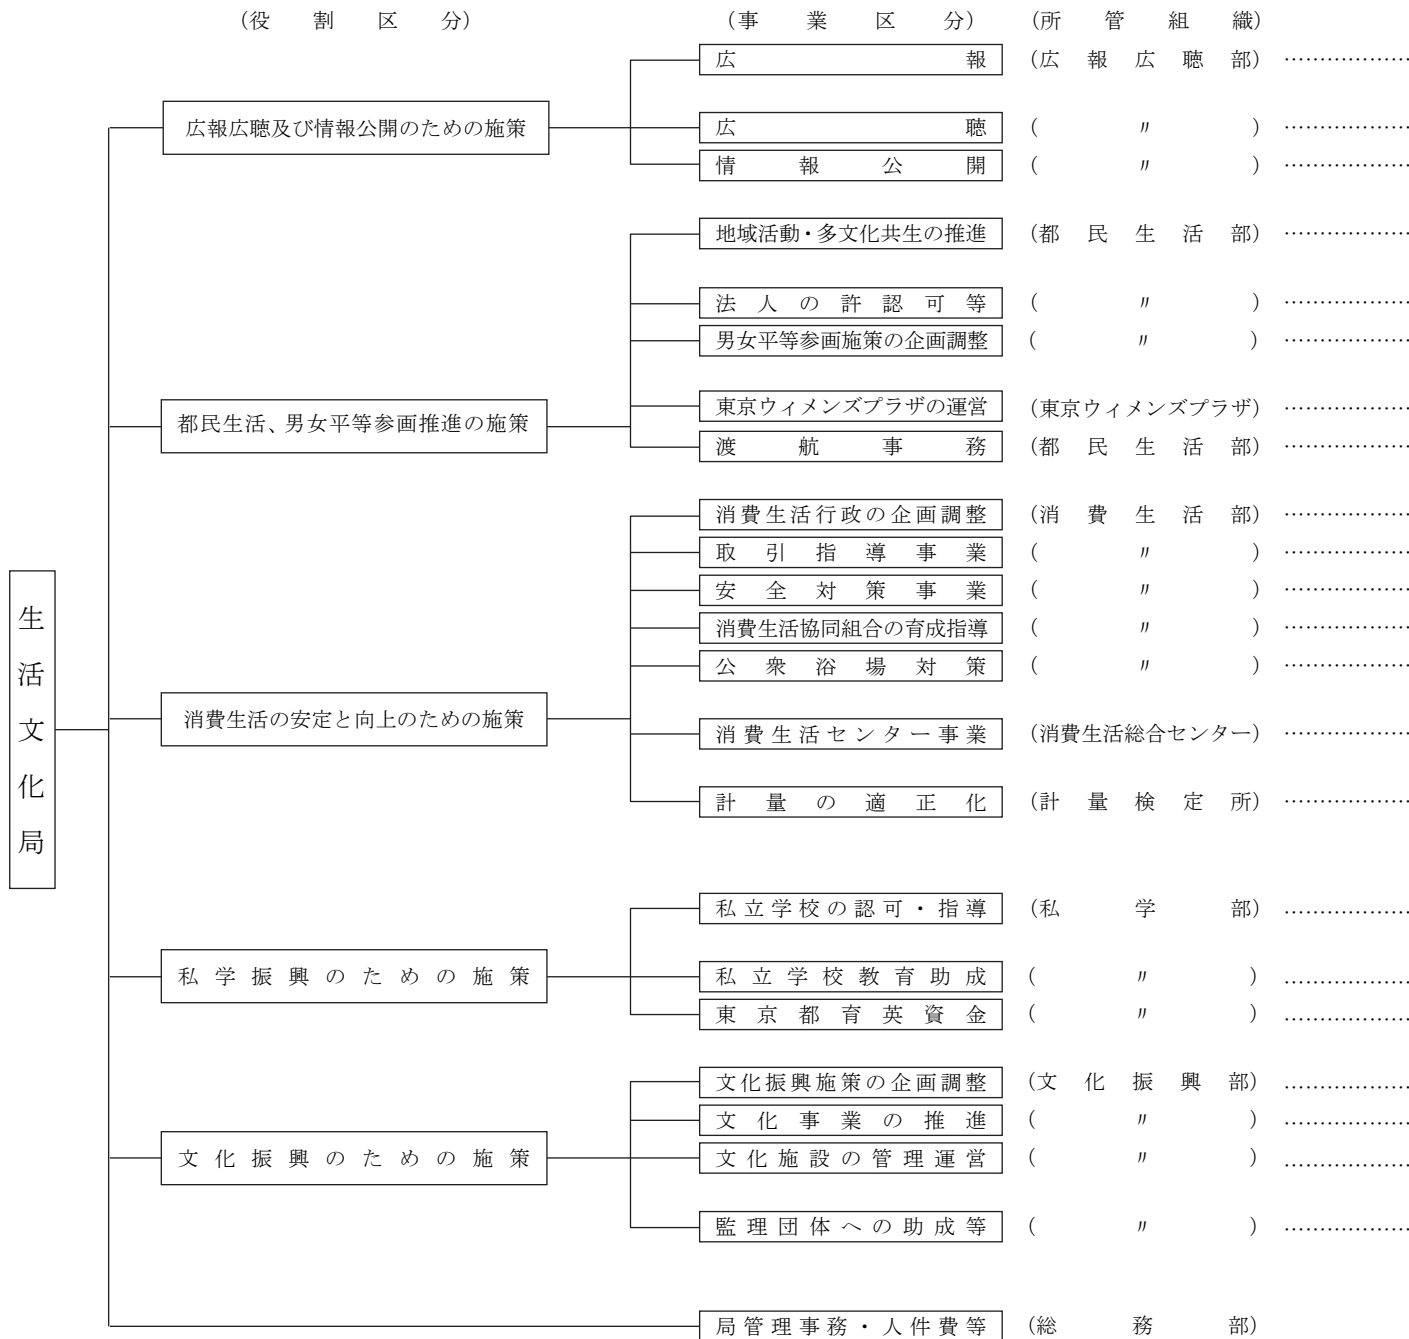 (役割区分) (事業区分) (所管組織)
広報 (広報広聴部) ………………
広報広聴及び情報公開のための施策 広聴 ( 〃 ) ………………
情報公開 ( 〃 ) ………………
地域活動・多文化共生の推進 (都民生活部) ………………
法人の許認可等 ( 〃 ) ………………
男女平等参画施策の企画調整 ( 〃 ) ………………
都民生活、男女平等参画推進の施策 東京ウィメンズプラザの運営 (東京ウィメンズプラザ) ………………
渡航事務 (都民生活部) ………………
消費生活行政の企画調整 (消費生活部) ………………
取引指導事業 ( 〃 ) ………………
安全対策事業 ( 〃 ) ………………
消費生活協同組合の育成指導 ( 〃 ) ………………
公衆浴場対策 ( 〃 ) ………………
生活文化局 消費生活の安定と向上のための施策 消費生活センター事業 (消費生活総合センター) ………………
計量の適正化 (計量検定所) ………………
私立学校の認可・指導 (私学部) ………………
私学振興のための施策 私立学校教育助成 ( 〃 ) ………………
東京都育英資金 ( 〃 ) ………………
文化振興施策の企画調整 (文化振興部) ………………
文化事業の推進 ( 〃 ) ………………
文化振興のための施策 文化施設の管理運営 ( 〃 ) ………………
監理団体への助成等 ( 〃 ) ………………
局管理事務・人件費等 (総務部)